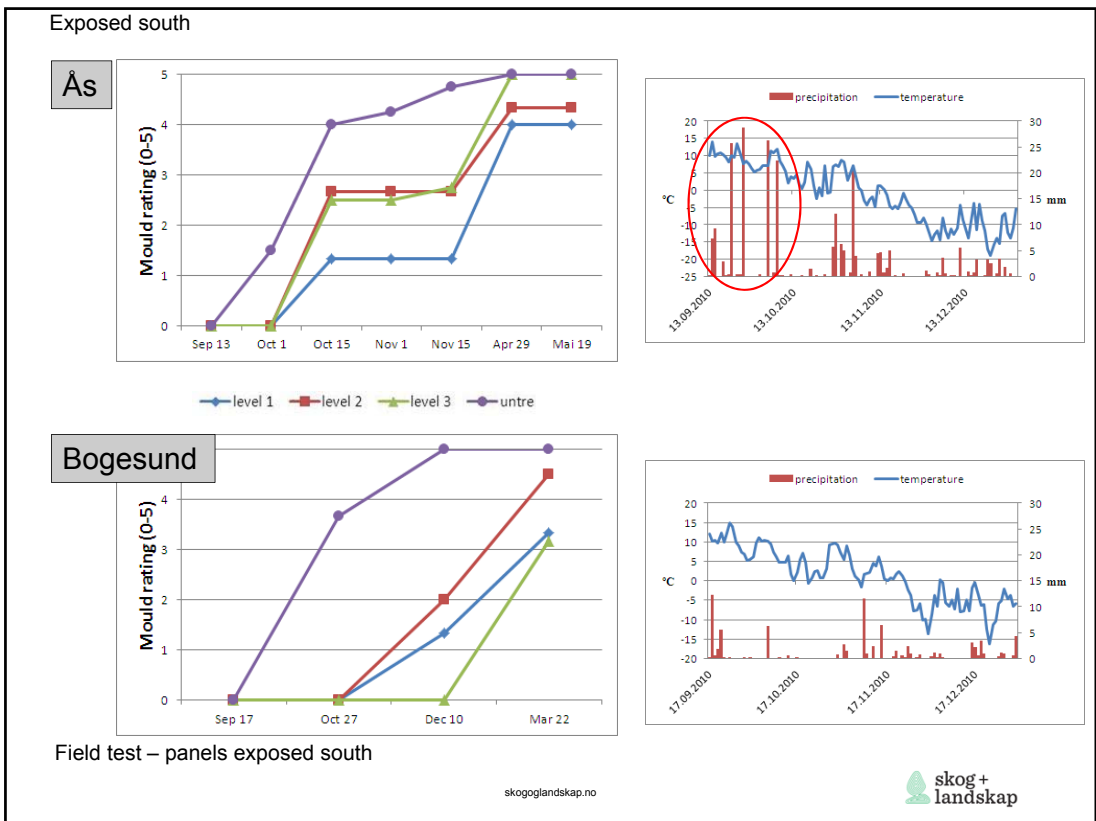 Exposed south
Ås
Mould rating (0-5)
5
4
3
2
1
0
Sep 13 Oct 1 Oct 15 Nov 1 Nov 15 Apr 29 Mai 19
precipitation temperature
20
15
10
5
0
-5
-10
-15
-20
-25
°C
30
25
20
15
10
5
0
mm
13.09.2010 13.10.2010 13.11.2010 13.12.2010
level 1 level 2 level 3 untre
Bogesund
Mould rating (0-5)
4
3
2
1
0
Sep 17 Oct 27 Dec 10 Mar 22
precipitation temperature
20
15
10
5
0
-5
-10
-15
-20
°C
30
25
20
15
10
5
0
mm
17.09.2010 17.10.2010 17.11.2010 17.12.2010
Field test – panels exposed south
skogoglandskap.no
skog +
landskap